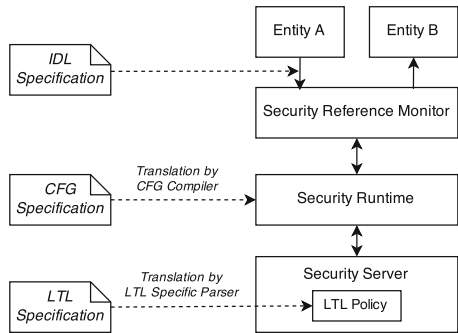 Entity A
Entity B
IDL
Specification
Security Reference Monitor
Translation by
CFG Compiler
CFG
Specification
Security Runtime
Translation by
LTL Specific Parser
Security Server
LTL
Specification
LTL Policy